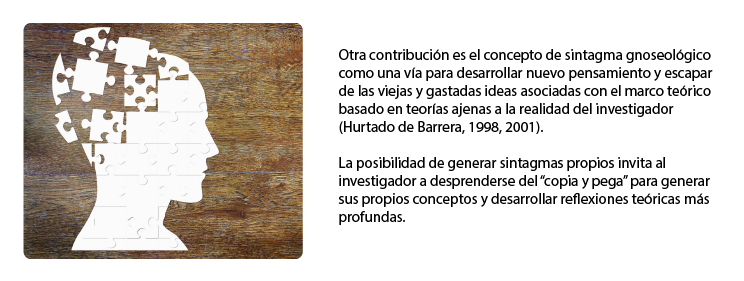 Otra contribución es el concepto de sintagma gnoseológico
como una vía para desarrollar nuevo pensamiento y escapar
de las viejas y gastadas ideas asociadas con el marco teórico
basado en teorías ajenas a la realidad del investigador
(Hurtado de Barrera, 1998, 2001).
La posibilidad de generar sintagmas propios invita al
investigador a desprenderse del “copia y pega” para generar
sus propios conceptos y desarrollar reflexiones teóricas más
profundas.